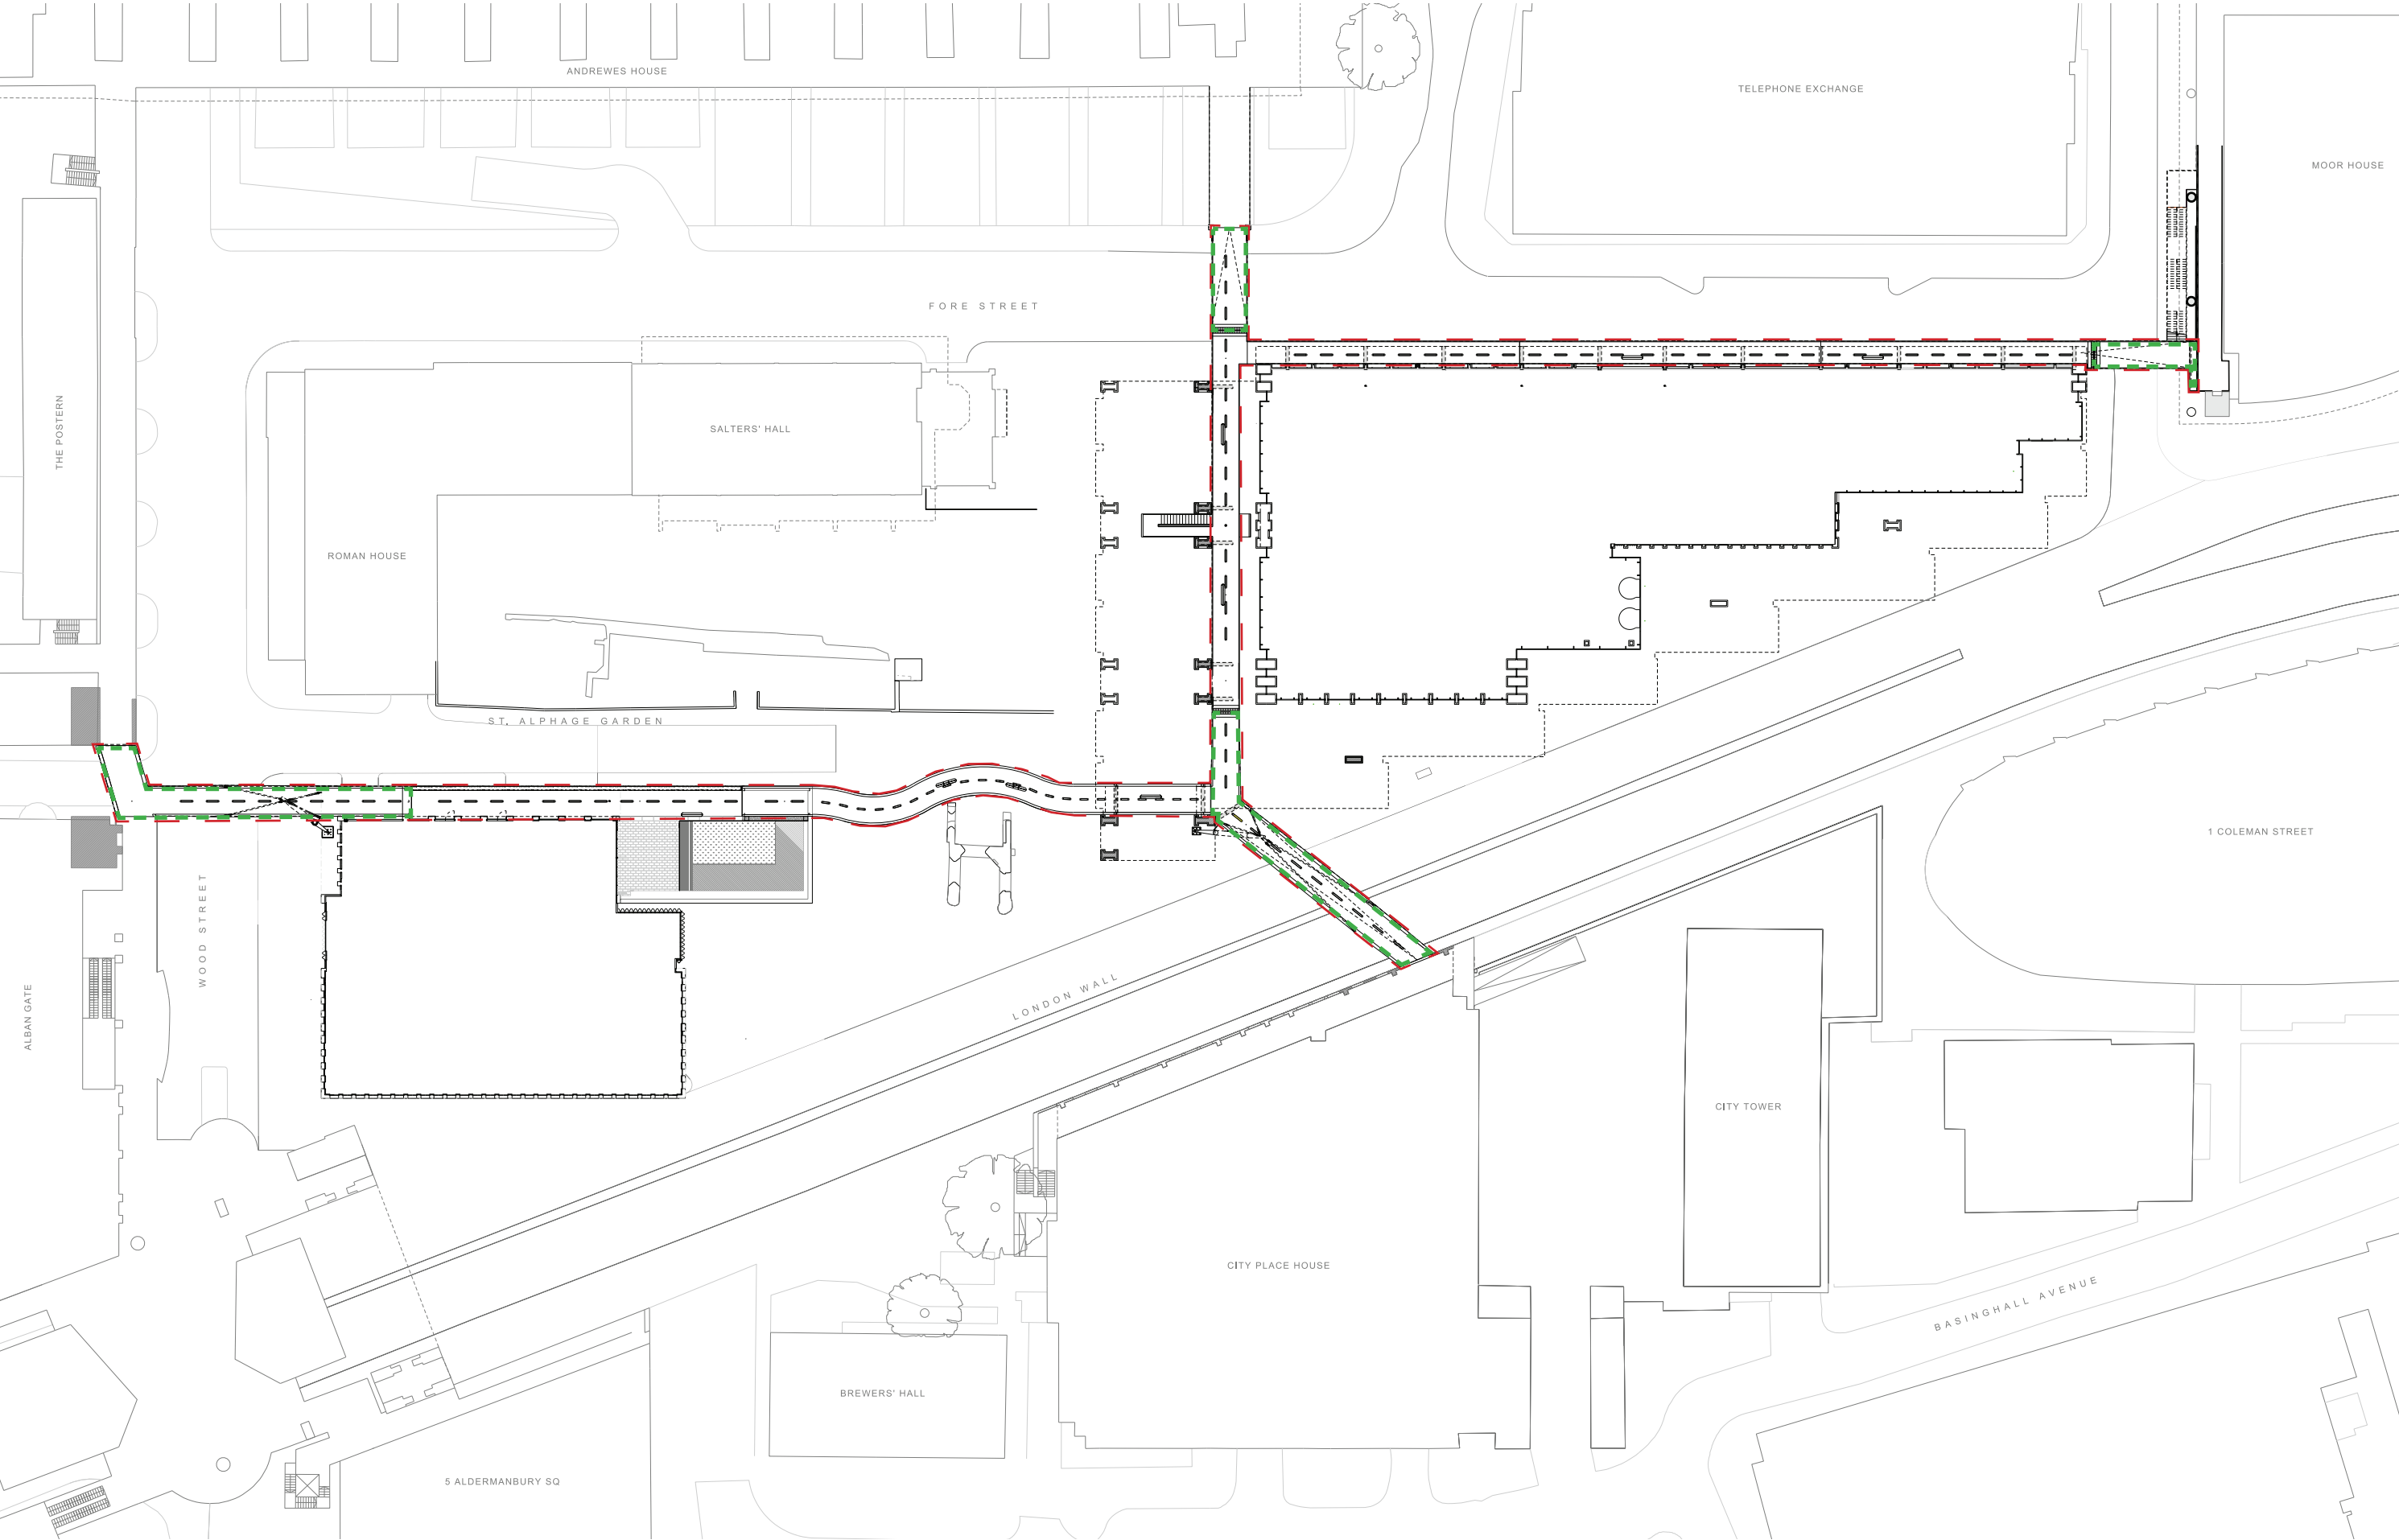 ANDREWES HOUSE
TELEPHONE EXCHANGE
MOOR HOUSE
FORE STREET
THE POSTERN
SALTERS' HALL
ROMAN HOUSE
ST. ALPHAGE GARDEN
1 COLEMAN STREET
WOOD STREET
LONDON WALL
ALBAN GATE
CITY TOWER
CITY PLACE HOUSE
BASINGHALL AVENUE
BREWERS' HALL
5 ALDERMANBURY SQ